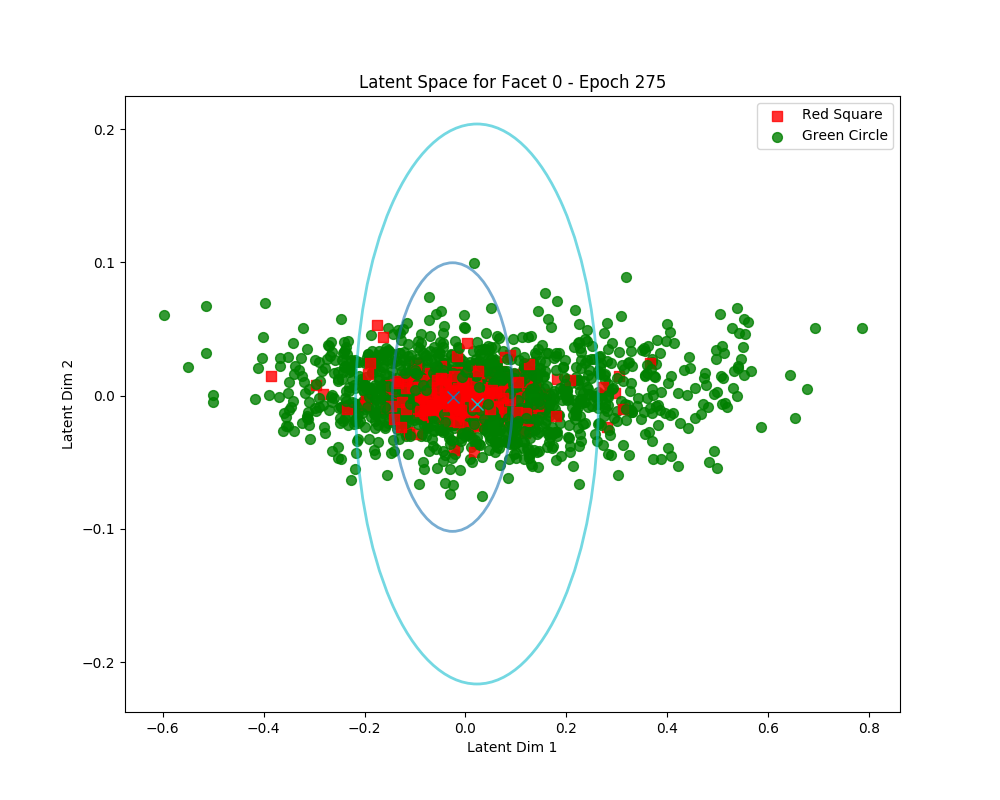 Latent Space for Facet 0 - Epoch 275
Red Square
Green Circle
0.2
0.1
0.0
−0.1
−0.2
Latent Dim 2
−0.6
−0.4
−0.2
0.0
0.2
0.4
0.6
0.8
Latent Dim 1